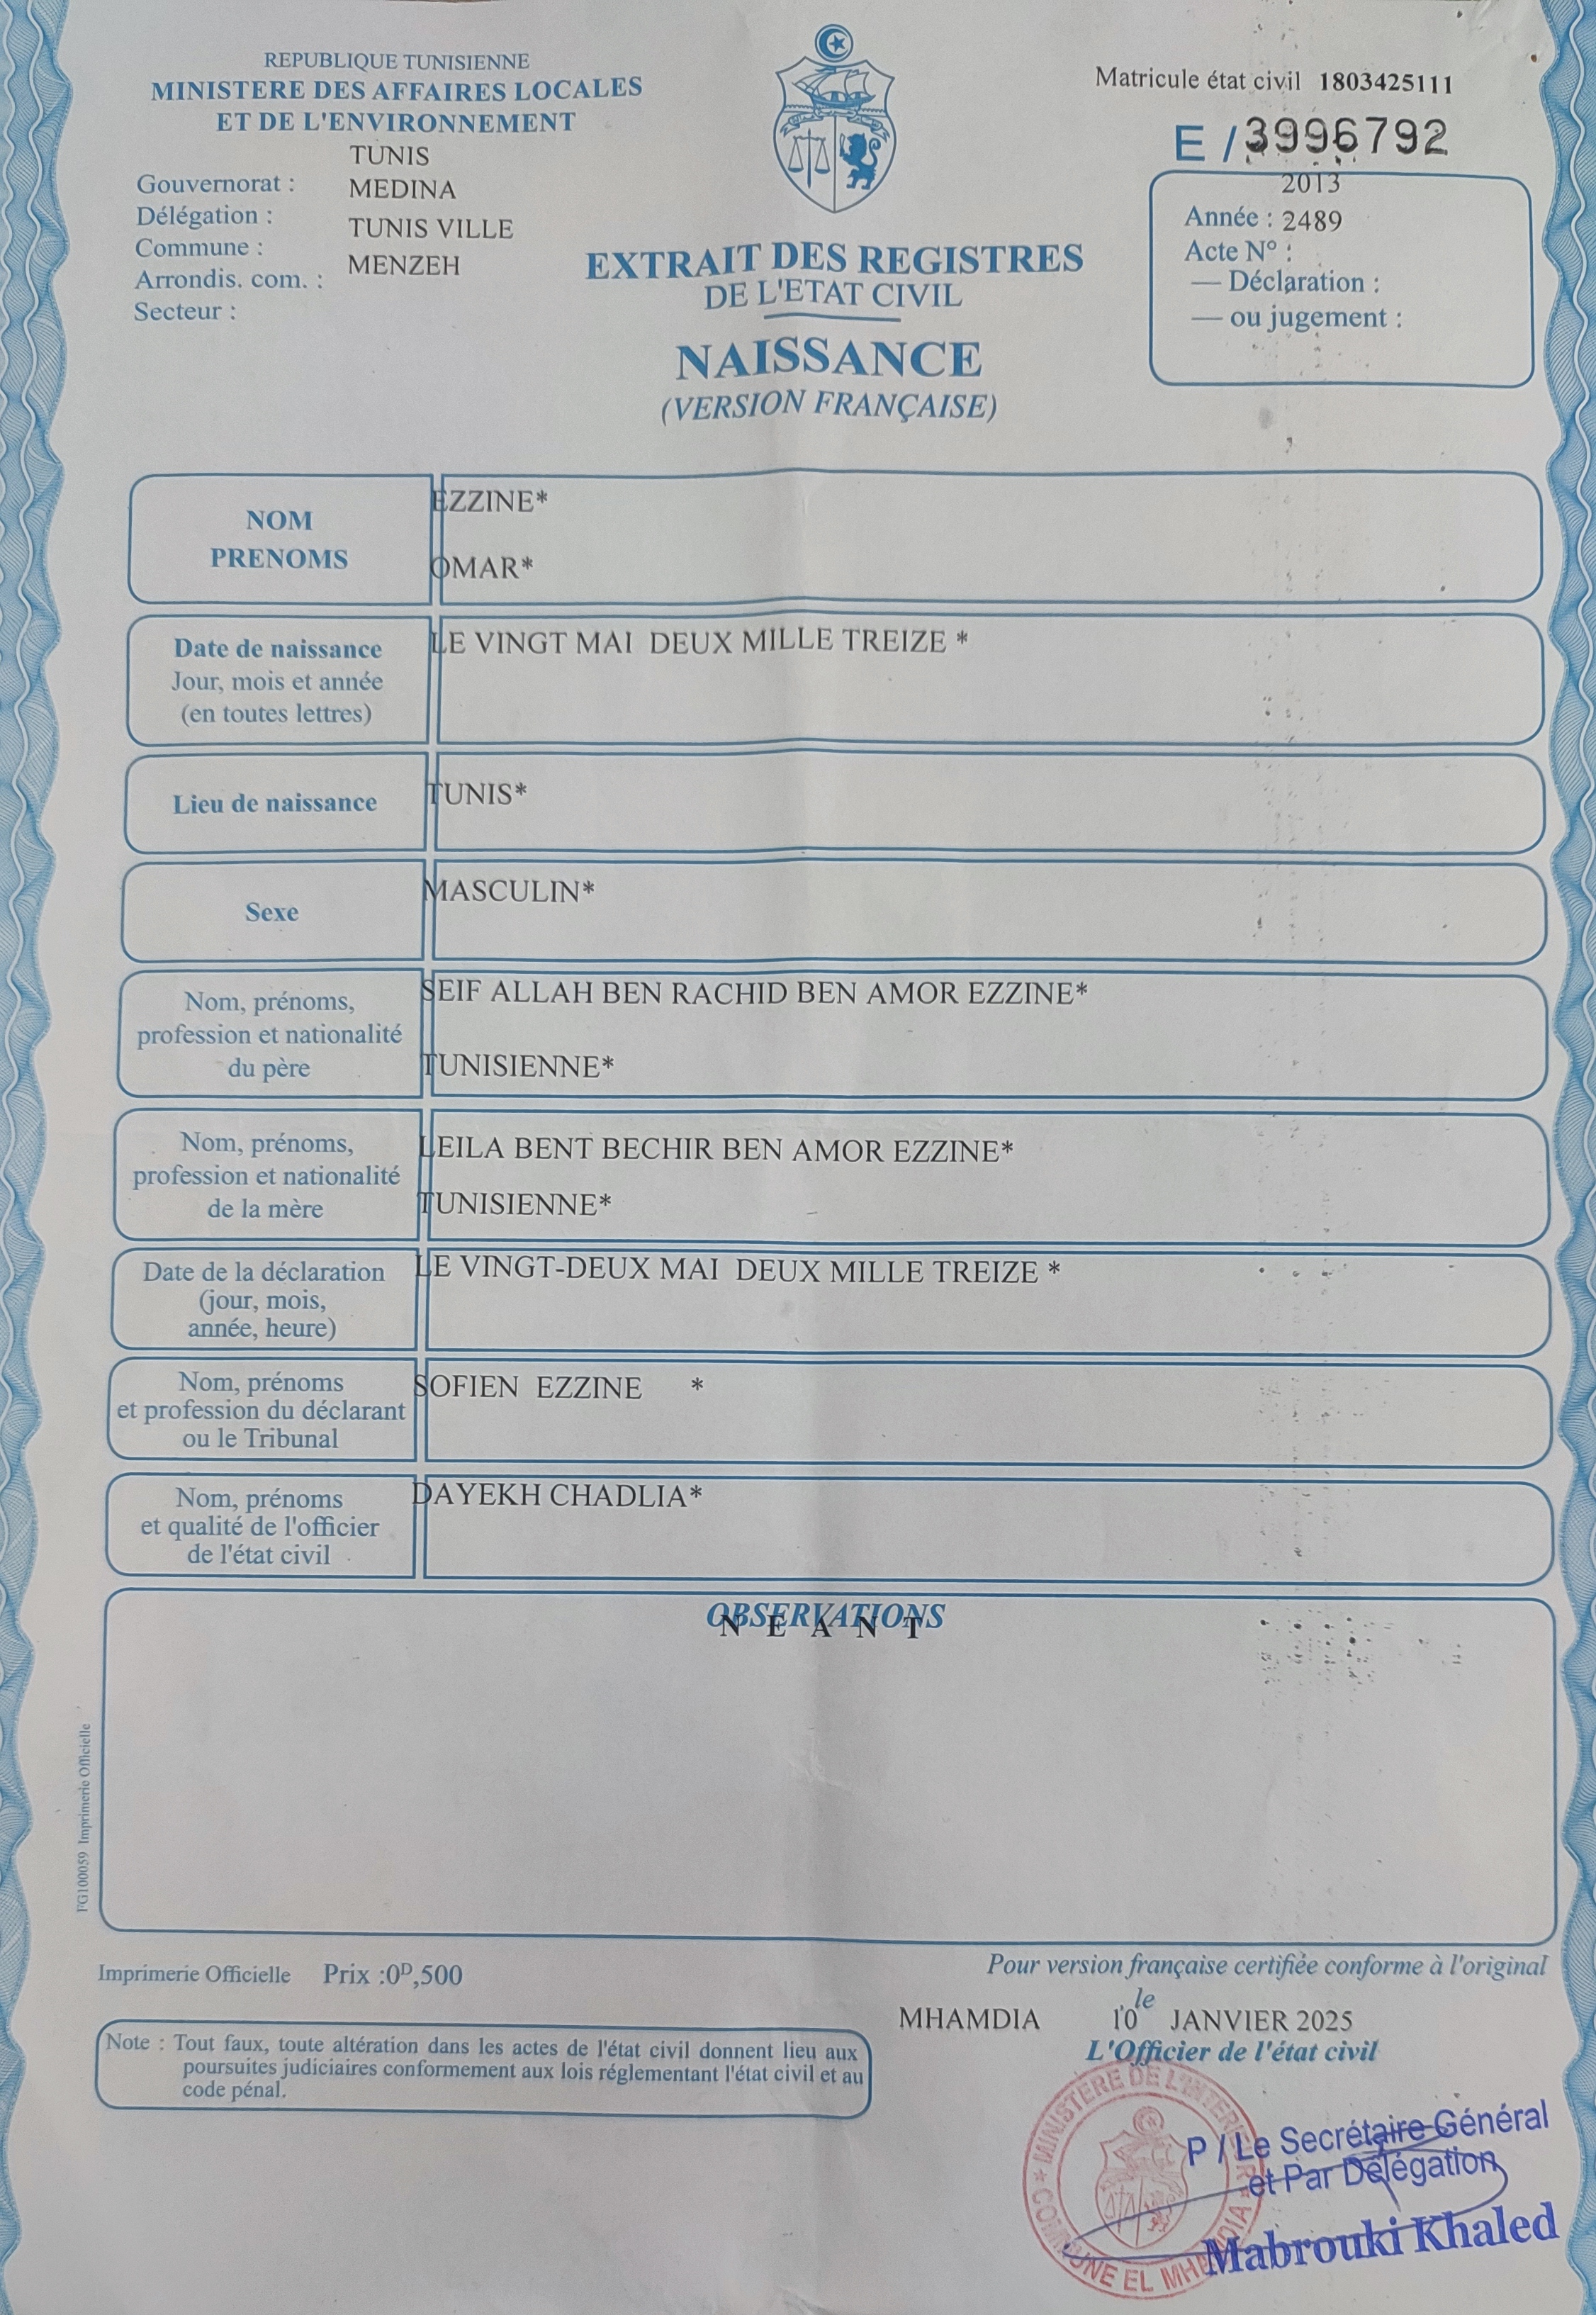 REPUBLIQUE TUNISIENNE
MINISTERE DES AFFAIRES LOCALES
ET DE L'ENVIRONNEMENT
TUNIS
Gouvernorat :
MEDINA
Délégation :
TUNIS VILLE
Commune :
MENZEH
Arrondis. com. :
Secteur :
Matricule état civil 1803425111
E / 3996792
2013
Année : 2489
Acte N° :
— Déclaration :
— ou jugement :
EXTRAIT DES REGISTRES
DE L'ETAT CIVIL
NAISSANCE
(VERSION FRANÇAISE)
NOM
PRENOMS
EZZINE*
OMAR*
Date de naissance
Jour, mois et année
(en toutes lettres)
LE VINGT MAI DEUX MILLE TREIZE *
Lieu de naissance
TUNIS*
Sexe
MASCULIN*
Nom, prénoms,
profession et nationalité
du père
SEIF ALLAH BEN RACHID BEN AMOR EZZINE*
TUNISIENNE*
Nom, prénoms,
profession et nationalité
de la mère
LEILA BENT BECHIR BEN AMOR EZZINE*
TUNISIENNE*
Date de la déclaration
(jour, mois,
année, heure)
LE VINGT-DEUX MAI DEUX MILLE TREIZE *
Nom, prénoms
et profession du déclarant
ou le Tribunal
SOFIEN EZZINE *
Nom, prénoms
et qualité de l'officier
de l'état civil
DAYEKH CHADLIA*
OBSERVATIONS
N E A N T
FG100059 Imprimerie Officielle
Imprimerie Officielle Prix :0D,500
Pour version française certifiée conforme à l'original
le
MHAMDIA 10 JANVIER 2025
L'Officier de l'état civil
Note : Tout faux, toute altération dans les actes de l'état civil donnent lieu aux
poursuites judiciaires conformement aux lois réglementant l'état civil et au
code pénal.
MINISTERE DE L'INTERIEUR
COMMUNE EL MHAMDIA
P / Le Secrétaire Général
et Par Délégation
Mabrouki Khaled